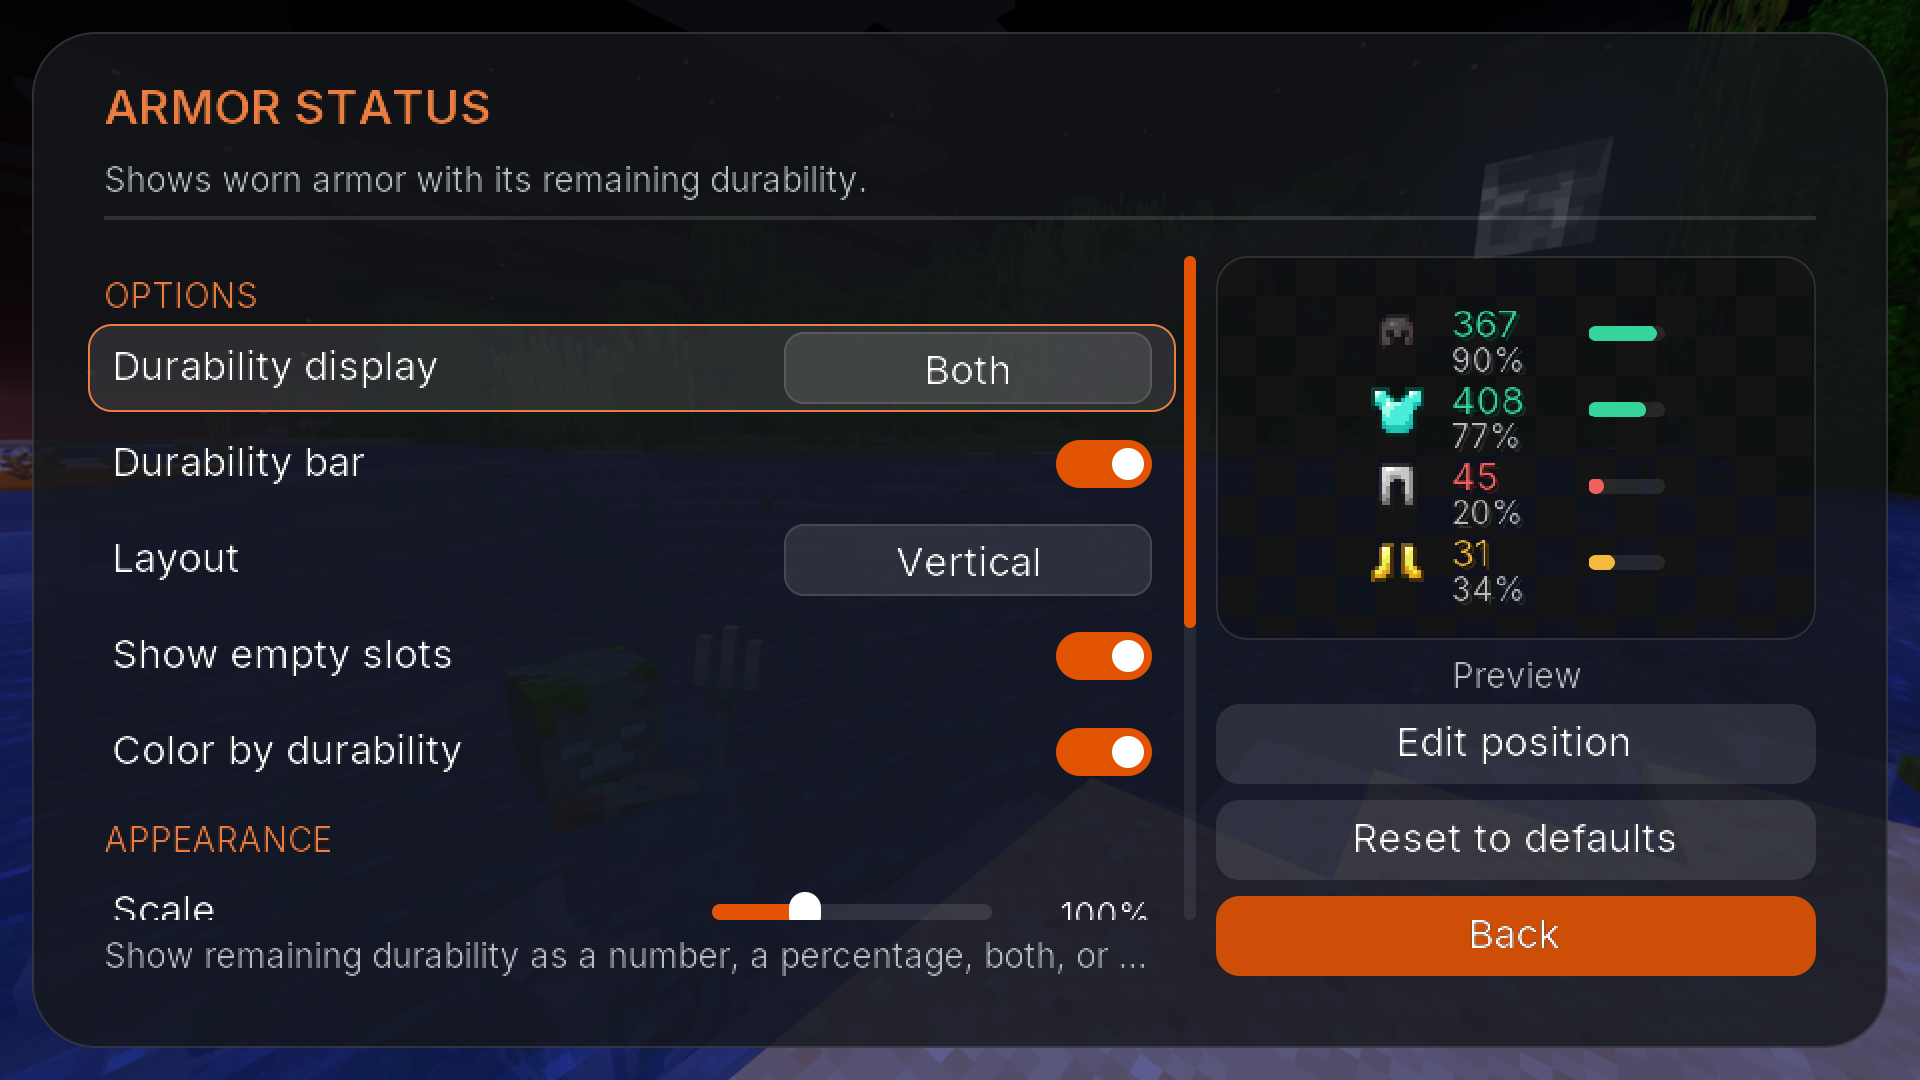 ARMOR STATUS
Shows worn armor with its remaining durability.
OPTIONS
Durability display
Both
Durability bar
Layout
Vertical
Show empty slots
Color by durability
APPEARANCE
Scale
100%
Show remaining durability as a number, a percentage, both, or ...
367
90%
408
77%
45
20%
31
34%
Preview
Edit position
Reset to defaults
Back